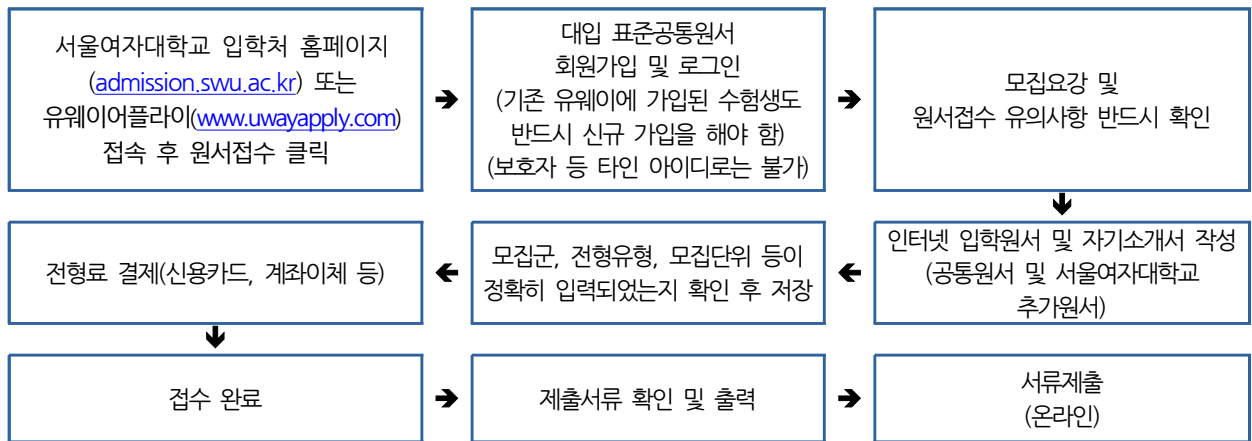 서울여자대학교 입학처 홈페이지
(admission.swu.ac.kr) 또는
유웨이어플라이(www.uwayapply.com)
접속 후 원서접수 클릭
대입 표준공통원서
회원가입 및 로그인
(기존 유웨이에 가입된 수험생도
반드시 신규 가입을 해야 함)
(보호자 등 타인 아이디로는 불가)
모집요강 및
원서접수 유의사항 반드시 확인
인터넷 입학원서 및 자기소개서 작성
(공통원서 및 서울여자대학교
추가원서)
모집군, 전형유형, 모집단위 등이
정확히 입력되었는지 확인 후 저장
전형료 결제(신용카드, 계좌이체 등)
접수 완료
제출서류 확인 및 출력
서류제출
(온라인)